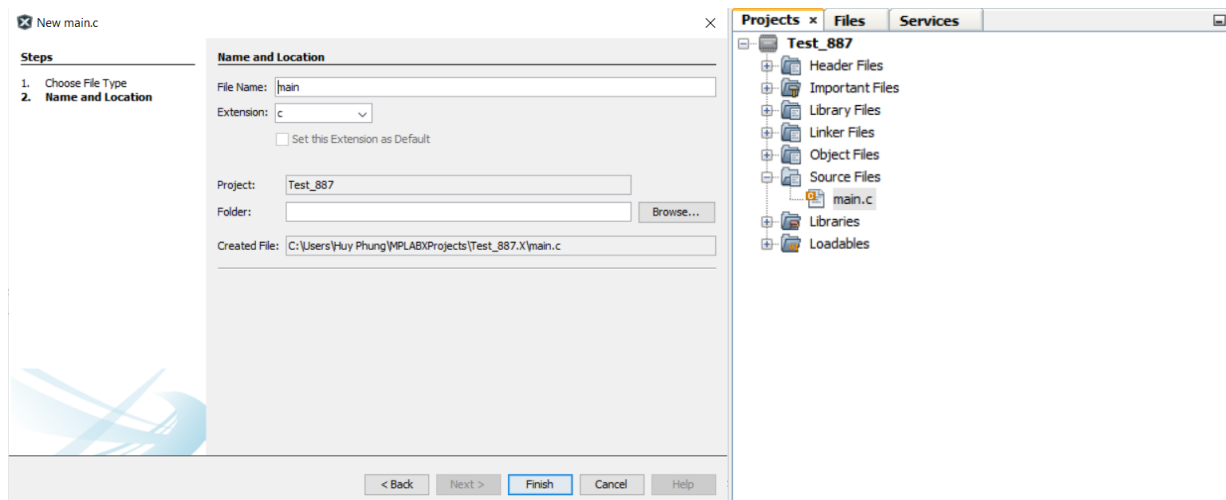 New main.c
Steps
1. Choose File Type
2. Name and Location
Name and Location
File Name: main
Extension: c
Set this Extension as Default
Project: Test_887
Folder:
Browse...
Created File: C:\Users\Huy Phung\MPLABXProjects\Test_887.X\main.c
< Back
Next >
Finish
Cancel
Help
Projects
Files
Services
Test_887
Header Files
Important Files
Library Files
Linker Files
Object Files
Source Files
main.c
Libraries
Loadables